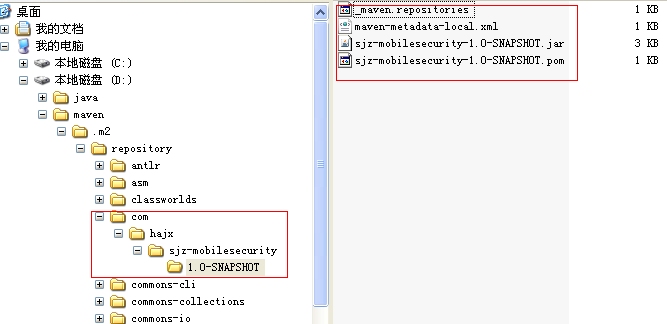 桌面
我的文档
我的电脑
本地磁盘 (C:)
本地磁盘 (D:)
java
maven
.m2
repository
antlr
asm
classworlds
com
hajx
sjz-mobilesecurity
1.0-SNAPSHOT
commons-cli
commons-collections
commons-io
_maven.repositories 1 KB
maven-metadata-local.xml 1 KB
sjz-mobilesecurity-1.0-SNAPSHOT.jar 3 KB
sjz-mobilesecurity-1.0-SNAPSHOT.pom 1 KB